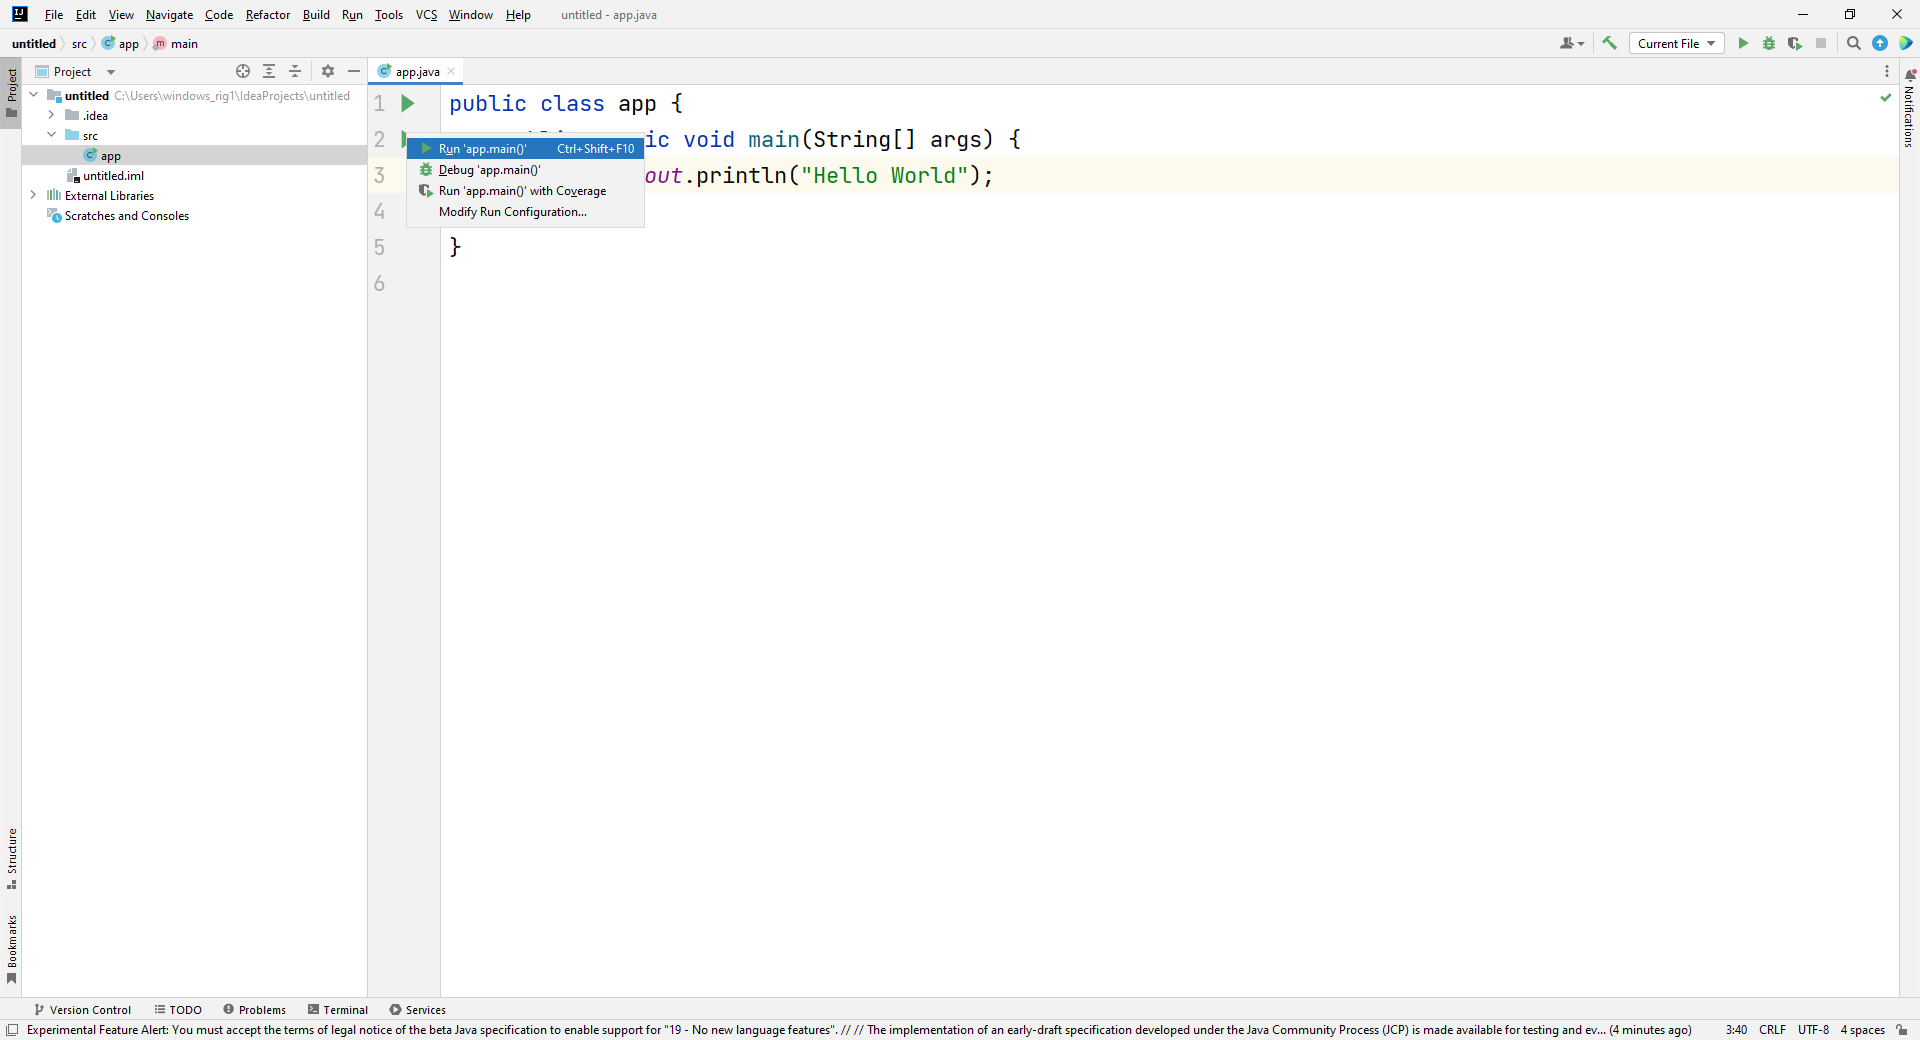 File Edit View Navigate Code Refactor Build Run Tools VCS Window Help untitled - app.java
untitled src app main
Current File
Project
app.java
untitled C:\Users\windows_rig1\IdeaProjects\untitled
.idea
src
app
untitled.iml
External Libraries
Scratches and Consoles
1 public class app {
2 ic void main(String[] args) {
3 out.println("Hello World");
4
5 }
6
Run 'app.main()' Ctrl+Shift+F10
Debug 'app.main()'
Run 'app.main()' with Coverage
Modify Run Configuration...
Project
Structure
Bookmarks
Notifications
Version Control TODO Problems Terminal Services
Experimental Feature Alert: You must accept the terms of legal notice of the beta Java specification to enable support for "19 - No new language features". // // The implementation of an early-draft specification developed under the Java Community Process (JCP) is made available for testing and ev... (4 minutes ago) 3:40 CRLF UTF-8 4 spaces